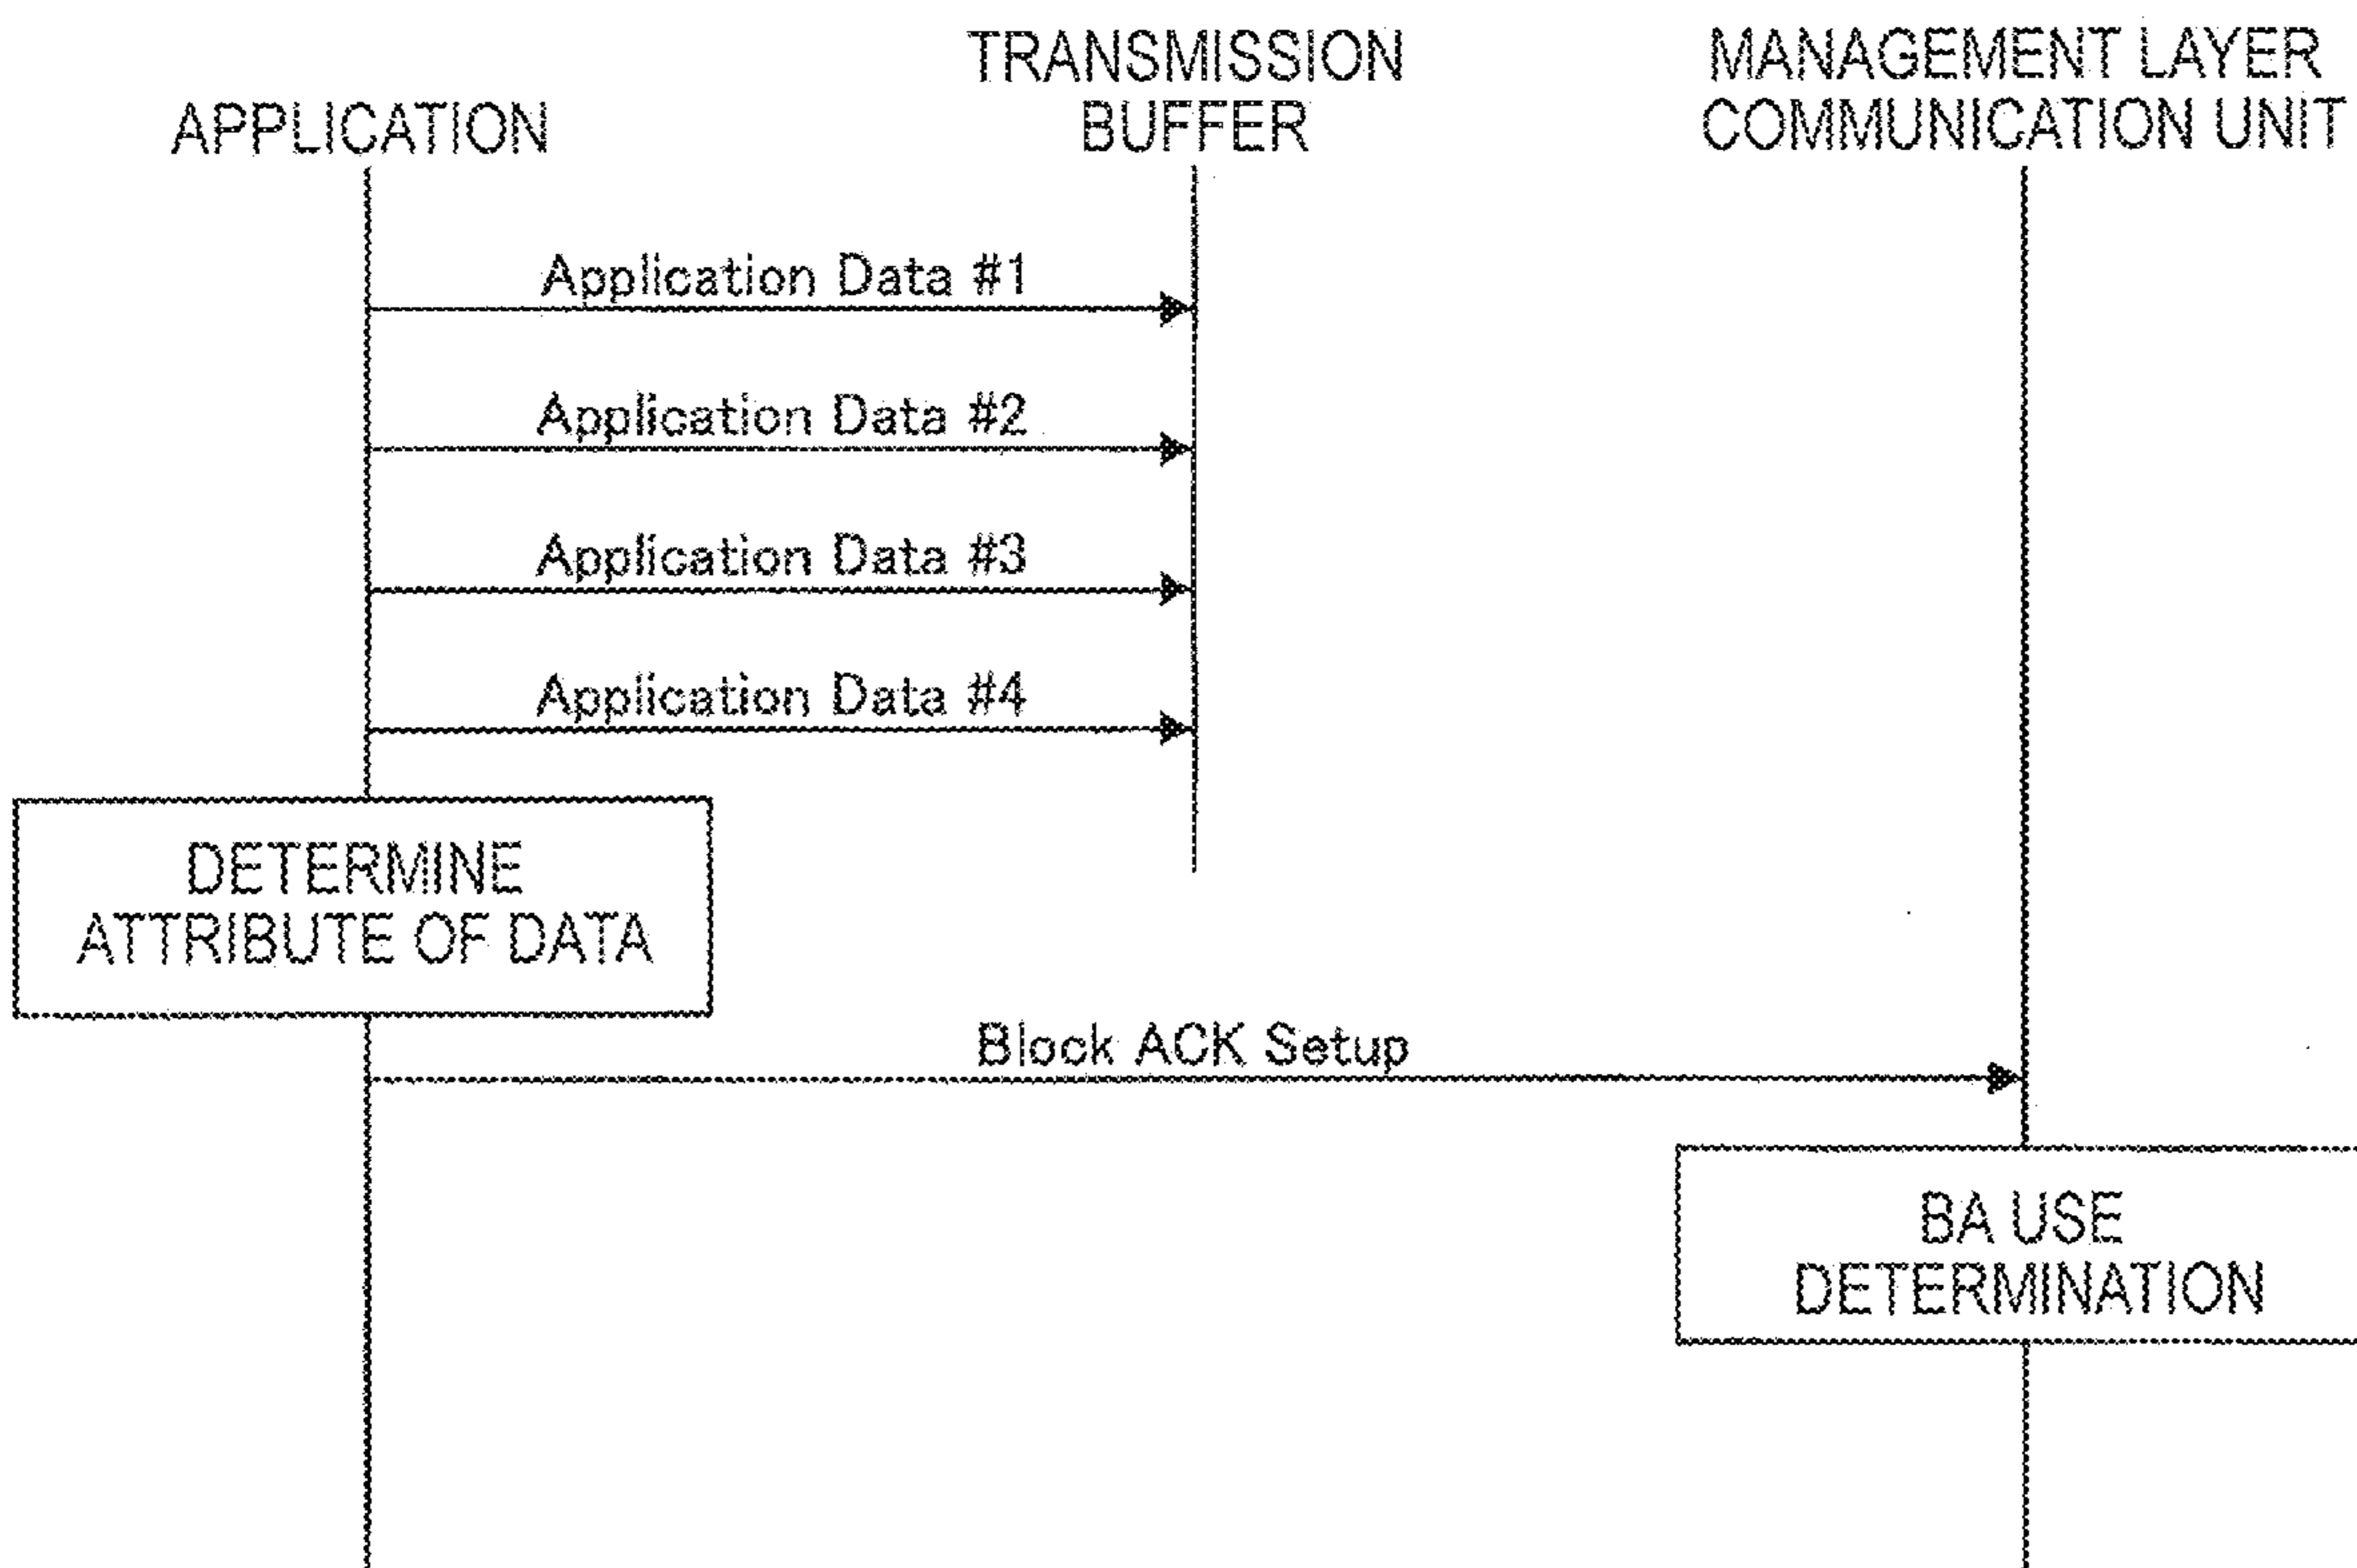 APPLICATION
TRANSMISSION
BUFFER
MANAGEMENT LAYER
COMMUNICATION UNIT
Application Data #1
Application Data #2
Application Data #3
Application Data #4
DETERMINE
ATTRIBUTE OF DATA
Block ACK Setup
BA USE
DETERMINATION